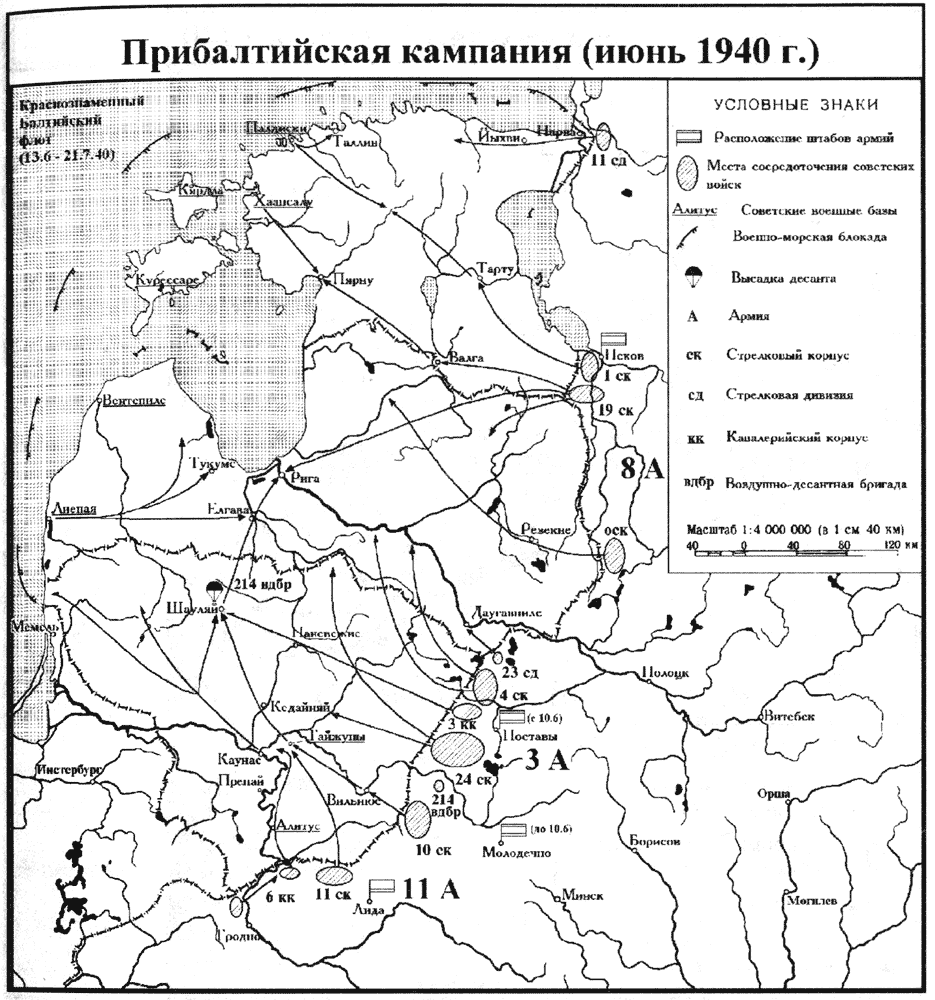 Прибалтийская кампания (июнь 1940 г.)
Краснознаменный
Балтийский
флот
(13.6 - 21.7.40)
УСЛОВНЫЕ ЗНАКИ
Расположение штабов армий
Места сосредоточения советских
войск
Алитус Советские военные базы
Военно-морская блокада
Высадка десанта
А Армия
ск Стрелковый корпус
сд Стрелковая дивизия
кк Кавалерийский корпус
вдбр Воздушно-десантная бригада
Масштаб 1:4 000 000 (в 1 см 40 км)
40 0 40 80 120 км
Палдиски
Таллин
Йыхви
Нарва
11 сд
Кярдла
Хаапсалу
Курессаре
Пярну
Тарту
Валга
Псков
1 ск
19 ск
8 А
Вентспилс
Тукумс
Рига
Лиепая
Елгава
Резекне
оск
214 вдбр
Шауляй
Даугавпилс
Мемель
Паневежис
23 сд
4 ск
Полоцк
Кедайняй
3 кк
(с 10.6)
Поставы
Витебск
Гайжуны
Каунас
24 ск
3 А
Инстербург
Пренай
Вильнюс
214
вдбр
Орша
Алитус
10 ск
(до 10.6)
Молодечно
Борисов
6 кк
11 ск
11 А
Лида
Минск
Могилев
Гродно